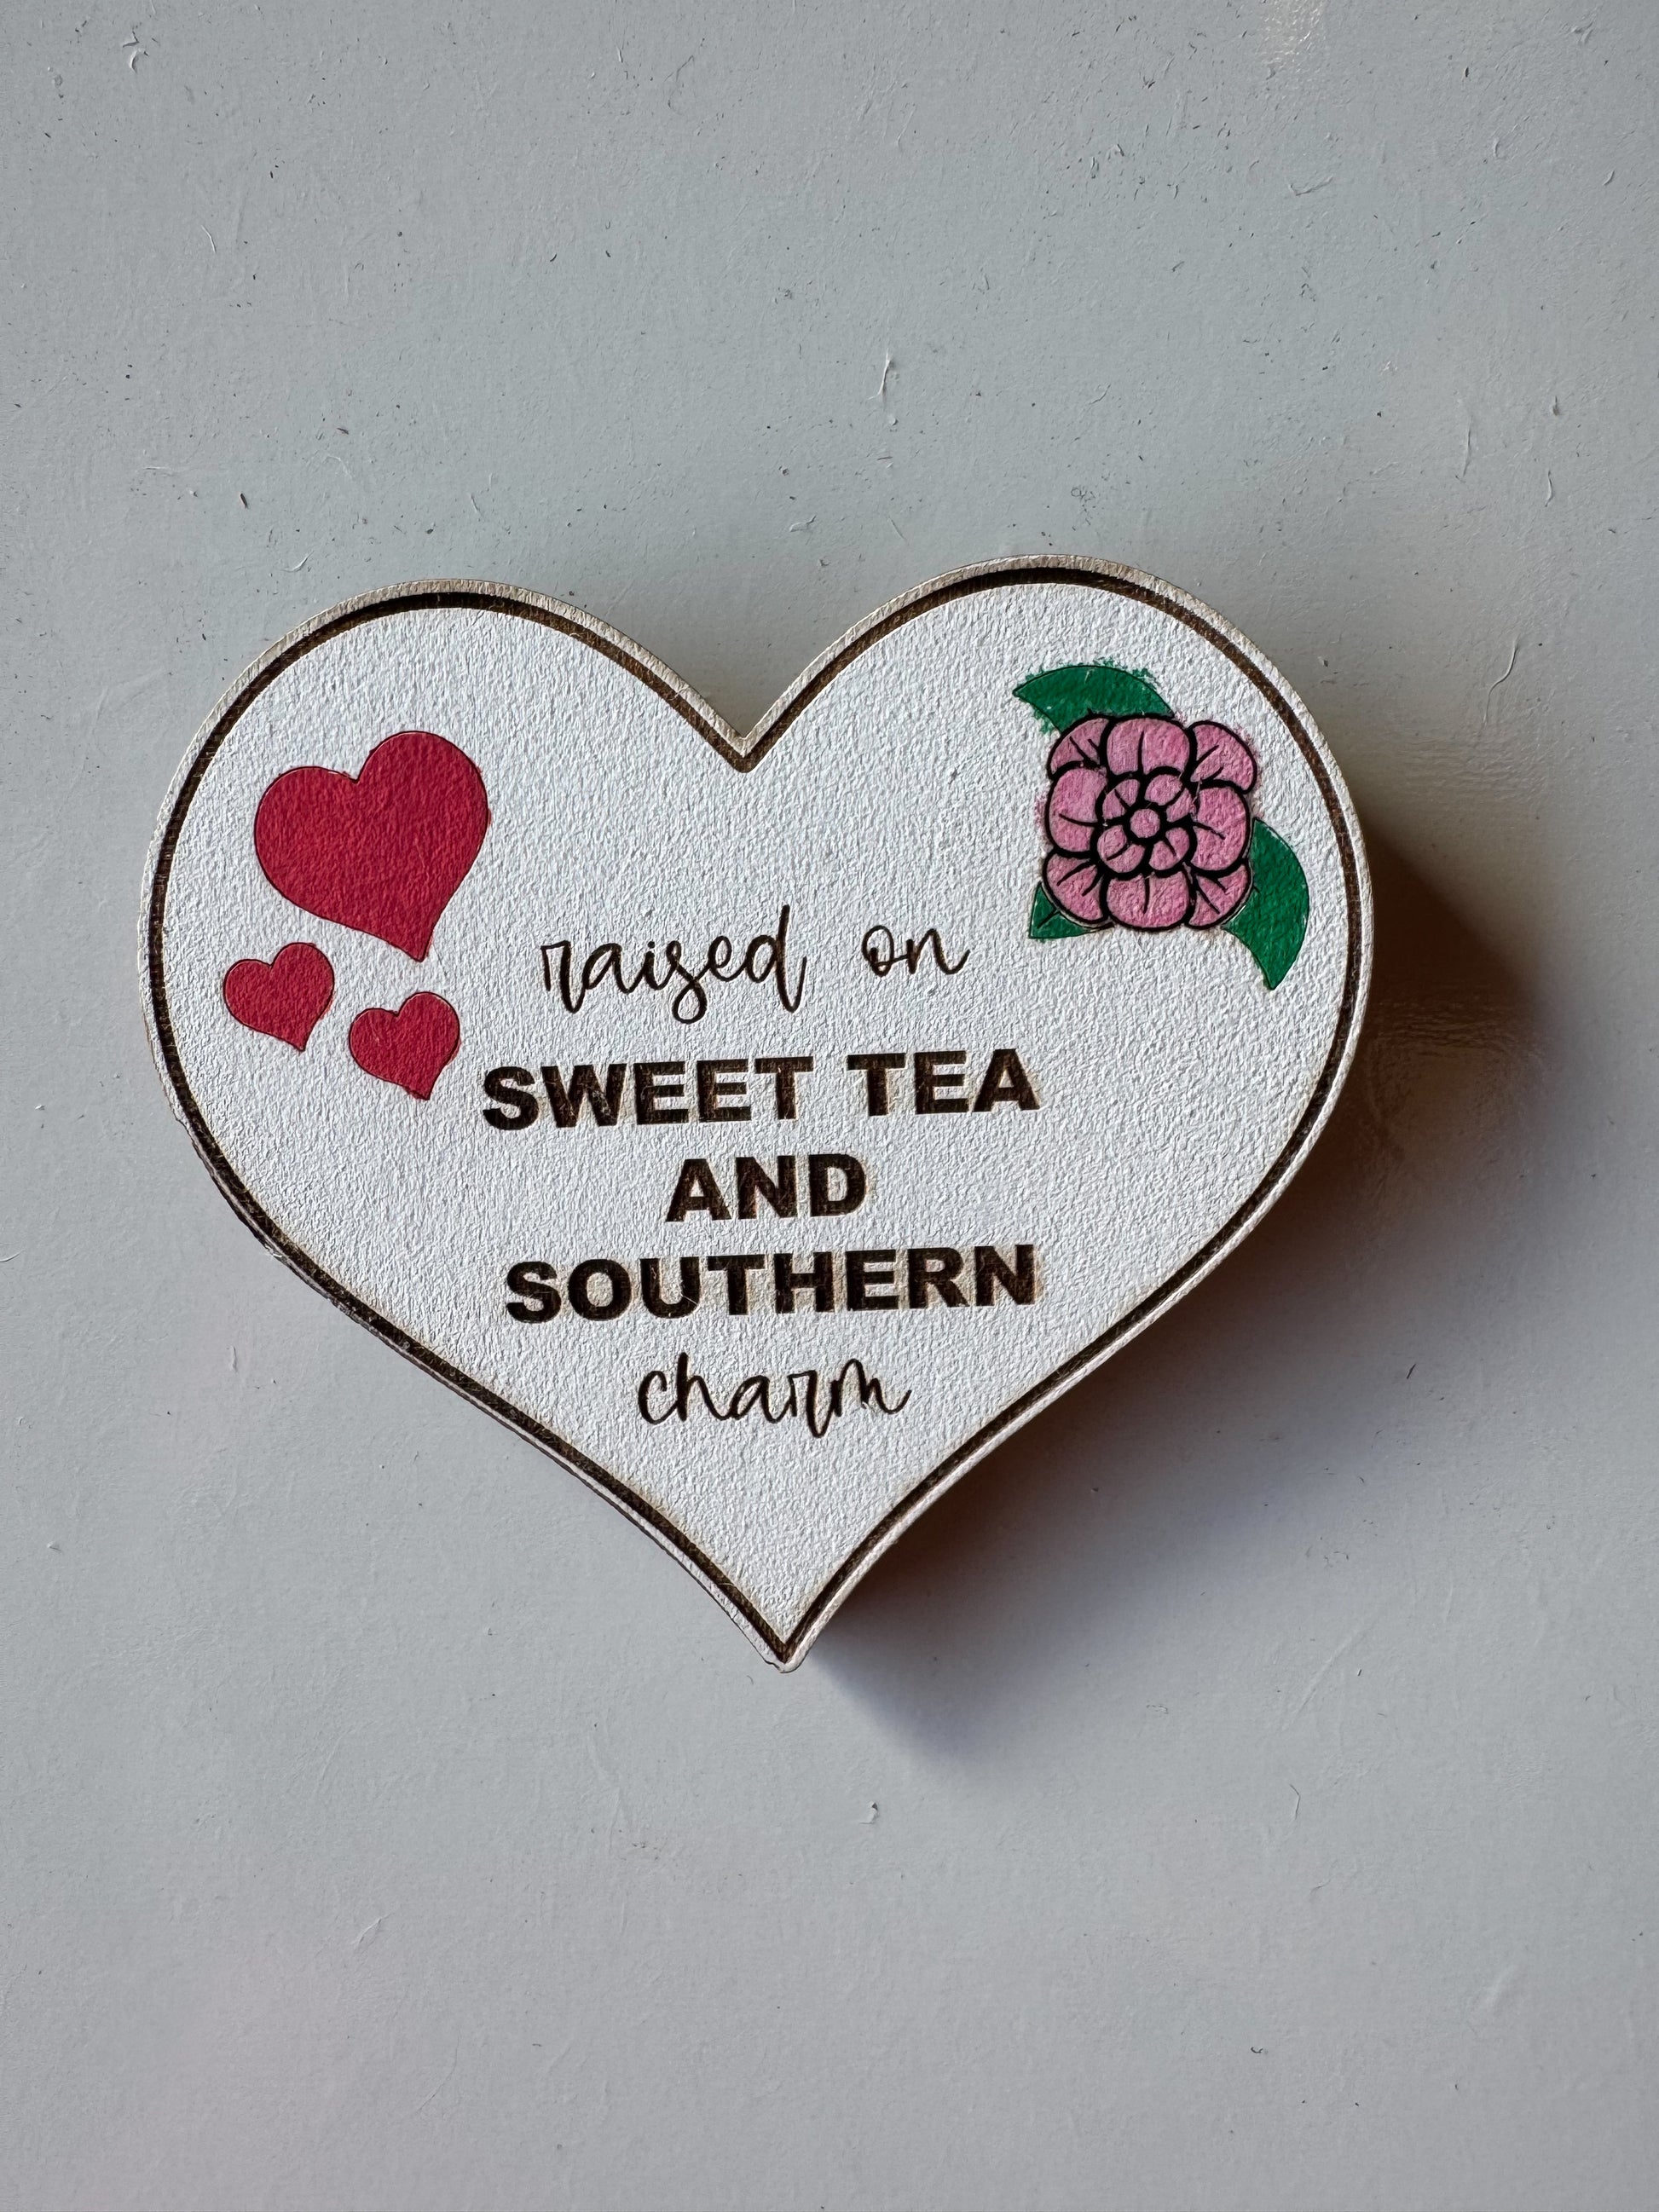 raised on
SWEET TEA
AND
SOUTHERN
charm